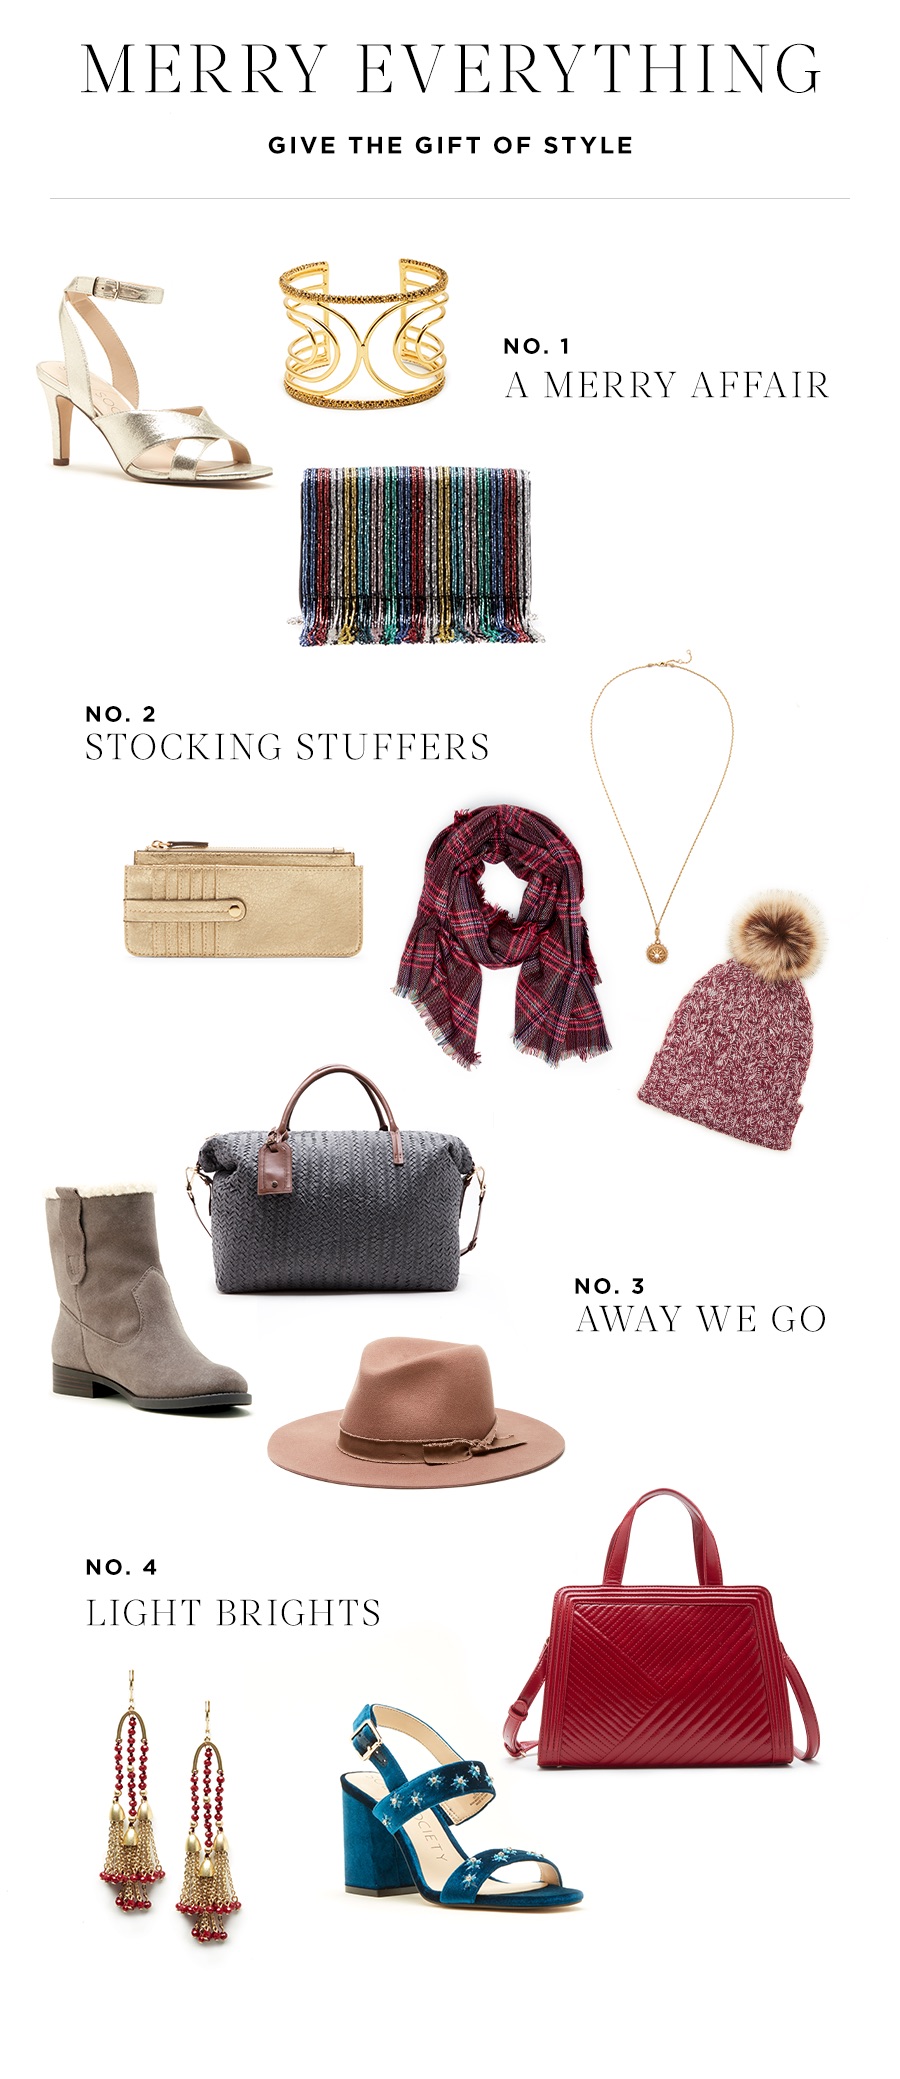 MERRY EVERYTHING
GIVE THE GIFT OF STYLE
NO. 1
A MERRY AFFAIR
NO. 2
STOCKING STUFFERS
NO. 3
AWAY WE GO
NO. 4
LIGHT BRIGHTS
OCIETY